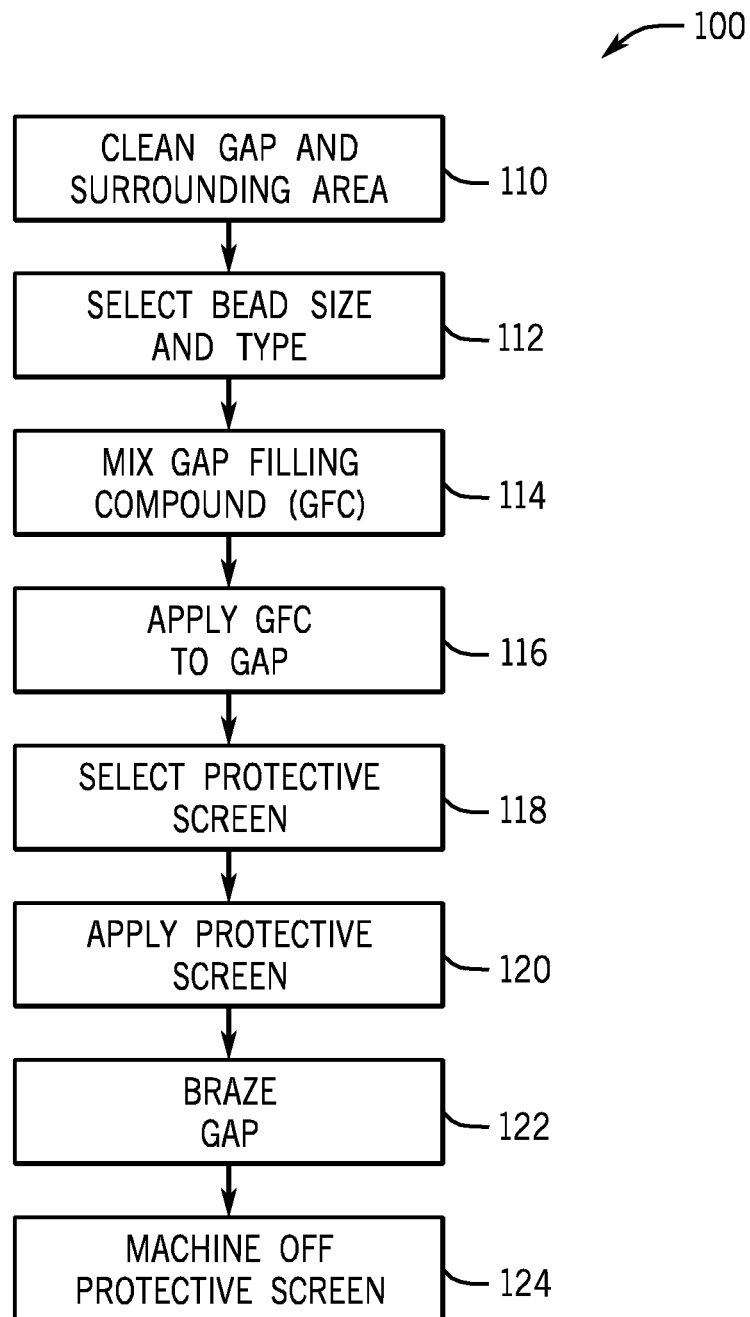 100
CLEAN GAP AND
SURROUNDING AREA
110
SELECT BEAD SIZE
AND TYPE
112
MIX GAP FILLING
COMPOUND (GFC)
114
APPLY GFC
TO GAP
116
SELECT PROTECTIVE
SCREEN
118
APPLY PROTECTIVE
SCREEN
120
BRAZE
GAP
122
MACHINE OFF
PROTECTIVE SCREEN
124